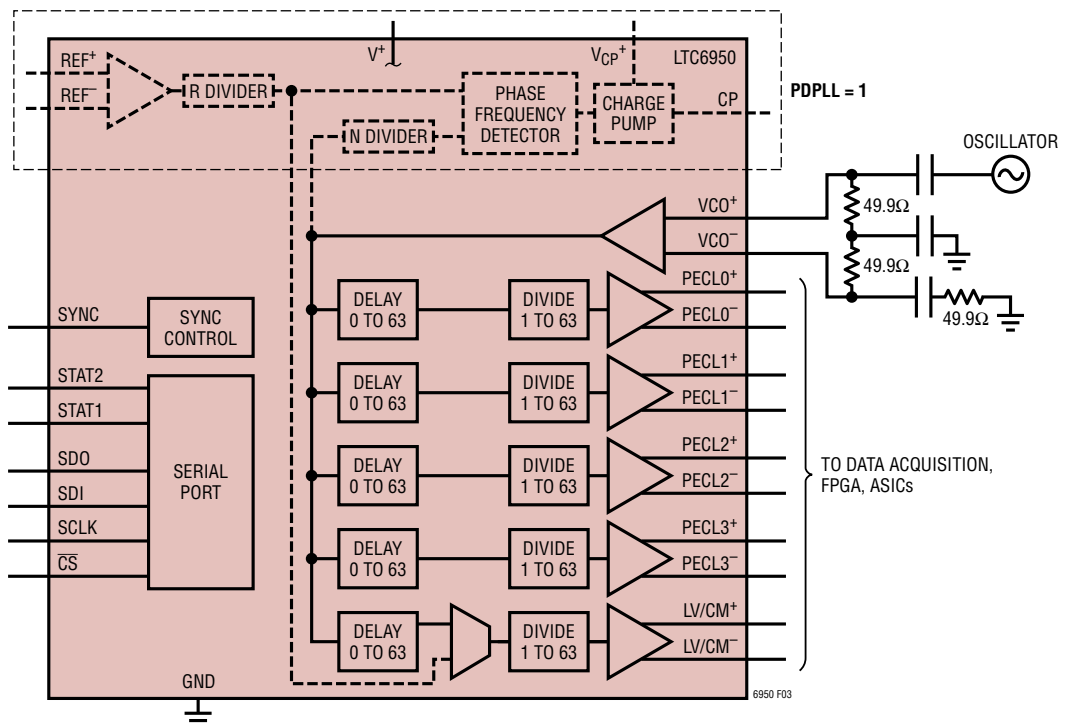 REF+
REF–
R DIVIDER
V+
VCP+
LTC6950
PHASE
FREQUENCY
DETECTOR
CHARGE
PUMP
CP
PDPLL = 1
N DIVIDER
OSCILLATOR
VCO+
VCO–
49.9Ω
49.9Ω
49.9Ω
SYNC
SYNC
CONTROL
STAT2
STAT1
SDO
SDI
SCLK
CS
SERIAL
PORT
DELAY
0 TO 63
DIVIDE
1 TO 63
PECL0+
PECL0–
DELAY
0 TO 63
DIVIDE
1 TO 63
PECL1+
PECL1–
DELAY
0 TO 63
DIVIDE
1 TO 63
PECL2+
PECL2–
DELAY
0 TO 63
DIVIDE
1 TO 63
PECL3+
PECL3–
DELAY
0 TO 63
DIVIDE
1 TO 63
LV/CM+
LV/CM–
TO DATA ACQUISITION,
FPGA, ASICs
GND
6950 F03